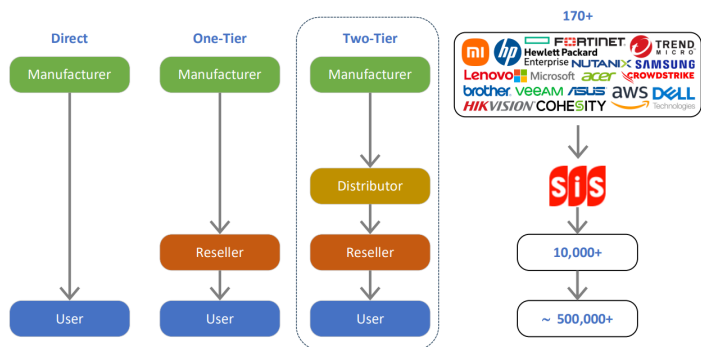 Direct
One-Tier
Two-Tier
170+
Manufacturer
Manufacturer
Manufacturer
mi
hp
Hewlett Packard
Enterprise
FORTINET
TREND
MICRO
NUTANIX
SAMSUNG
Lenovo
Microsoft
acer
CROWDSTRIKE
brother
veeAM
ASUS
aws
DELL
Technologies
HIKVISION
COHESITY
Distributor
SiS
Reseller
Reseller
10,000+
User
User
User
~ 500,000+